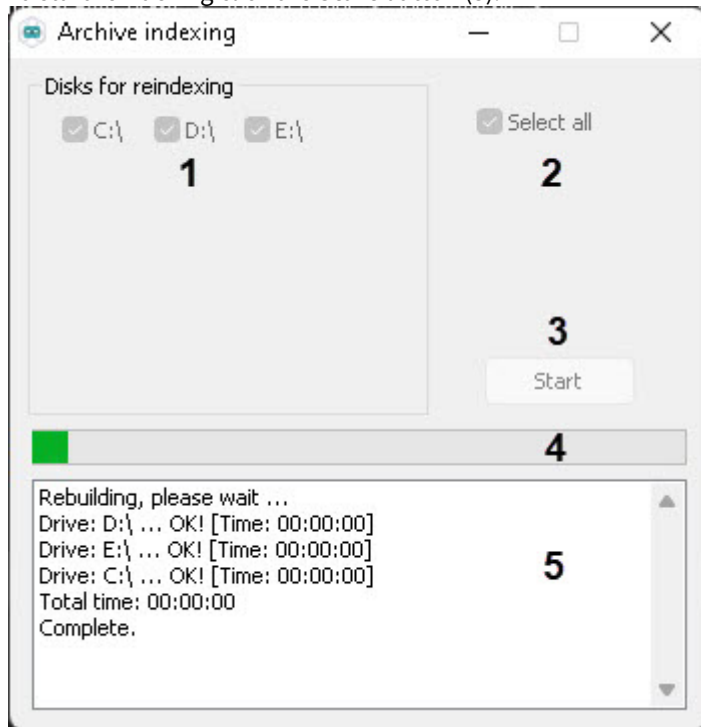 Archive indexing
Disks for reindexing
C:\ D:\ E:\
Select all
1
2
3
Start
4
Rebuilding, please wait ...
Drive: D:\ ... OK! [Time: 00:00:00]
Drive: E:\ ... OK! [Time: 00:00:00]
5
Drive: C:\ ... OK! [Time: 00:00:00]
Total time: 00:00:00
Complete.